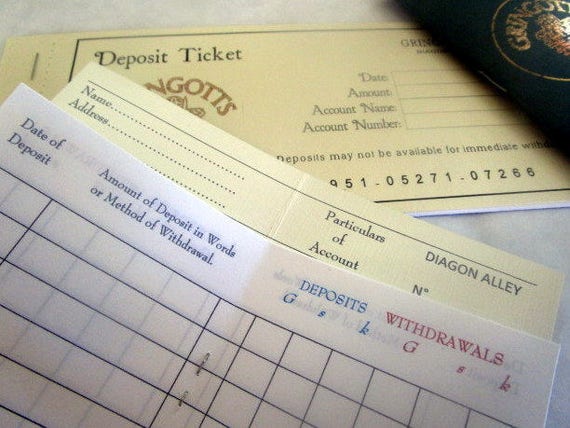 Deposit Ticket
GRINGOTTS
Date:
Amount:
Account Name:
Account Number:
Deposits may not be available for immediate
951-05271-07266
GRINGOTTS
Name
Address
Particulars
of
Account
DIAGON ALLEY
N°
Date of
Deposit
Amount of Deposit in Words
or Method of Withdrawal.
DEPOSITS
G s k
WITHDRAWALS
G s k